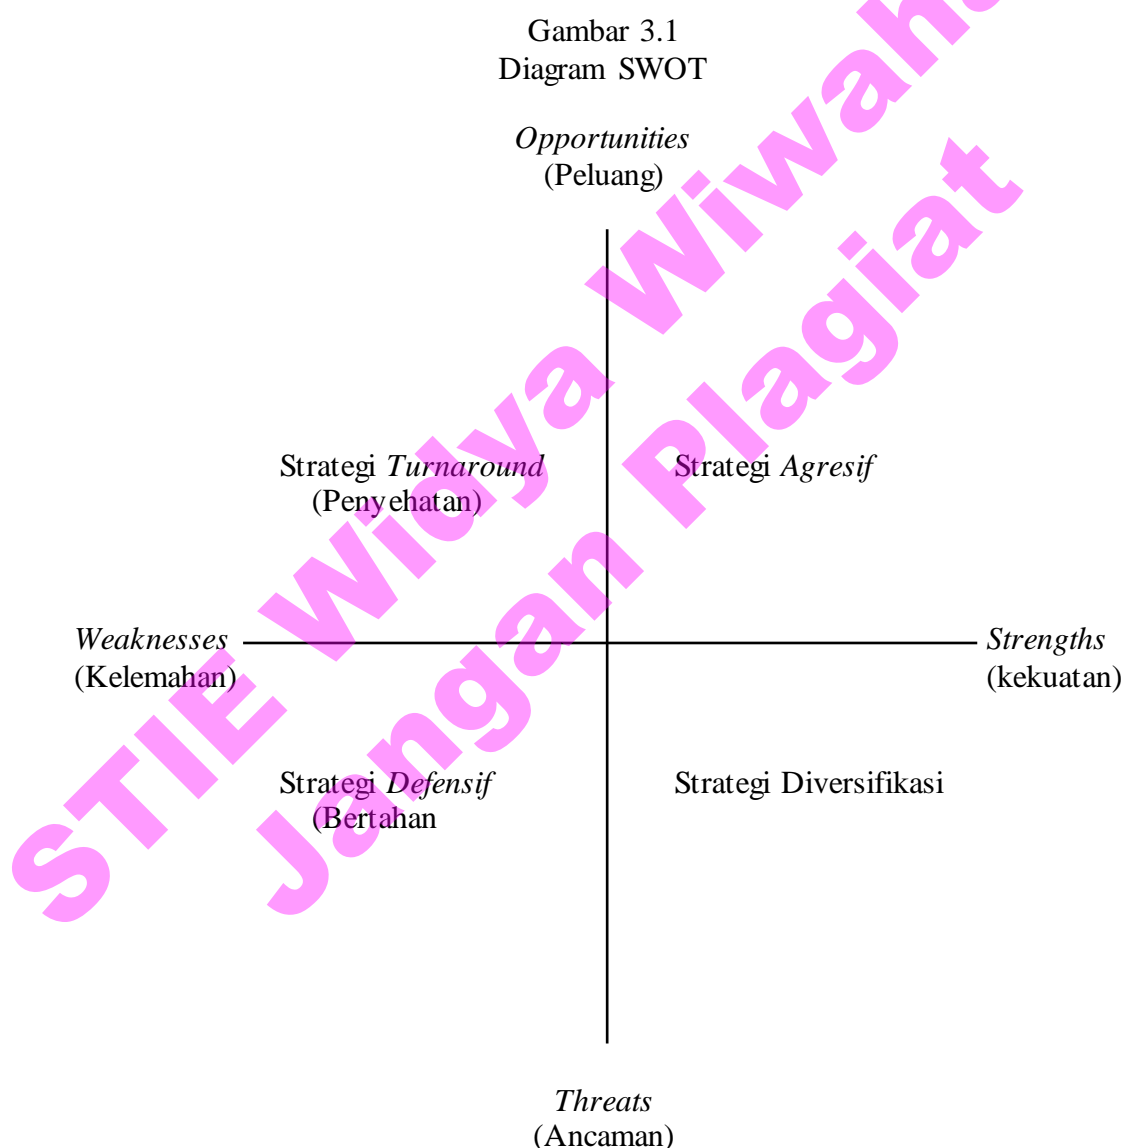 Gambar 3.1
Diagram SWOT
Opportunities
(Peluang)
Strategi Turnaround
(Penyehatan)
Strategi Agresif
Weaknesses
(Kelemahan)
Strengths
(kekuatan)
Strategi Defensif
(Bertahan
Strategi Diversifikasi
Threats
(Ancaman)
STIE Widya Wiwaha
Jangan Plagiat